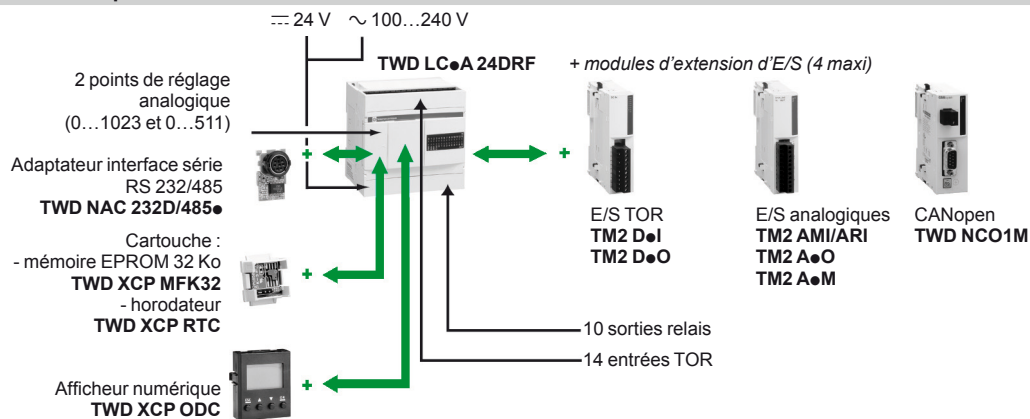 ⎓ 24 V
∿ 100…240 V
TWD LC●A 24DRF
+ modules d'extension d'E/S (4 maxi)
2 points de réglage
analogique
(0…1023 et 0…511)
Adaptateur interface série
RS 232/485
TWD NAC 232D/485●
+
+
E/S TOR
TM2 D●I
TM2 D●O
E/S analogiques
TM2 AMI/ARI
TM2 A●O
TM2 A●M
CANopen
TWD NCO1M
Cartouche :
- mémoire EPROM 32 Ko
TWD XCP MFK32
- horodateur
TWD XCP RTC
+
10 sorties relais
14 entrées TOR
Afficheur numérique
TWD XCP ODC
+